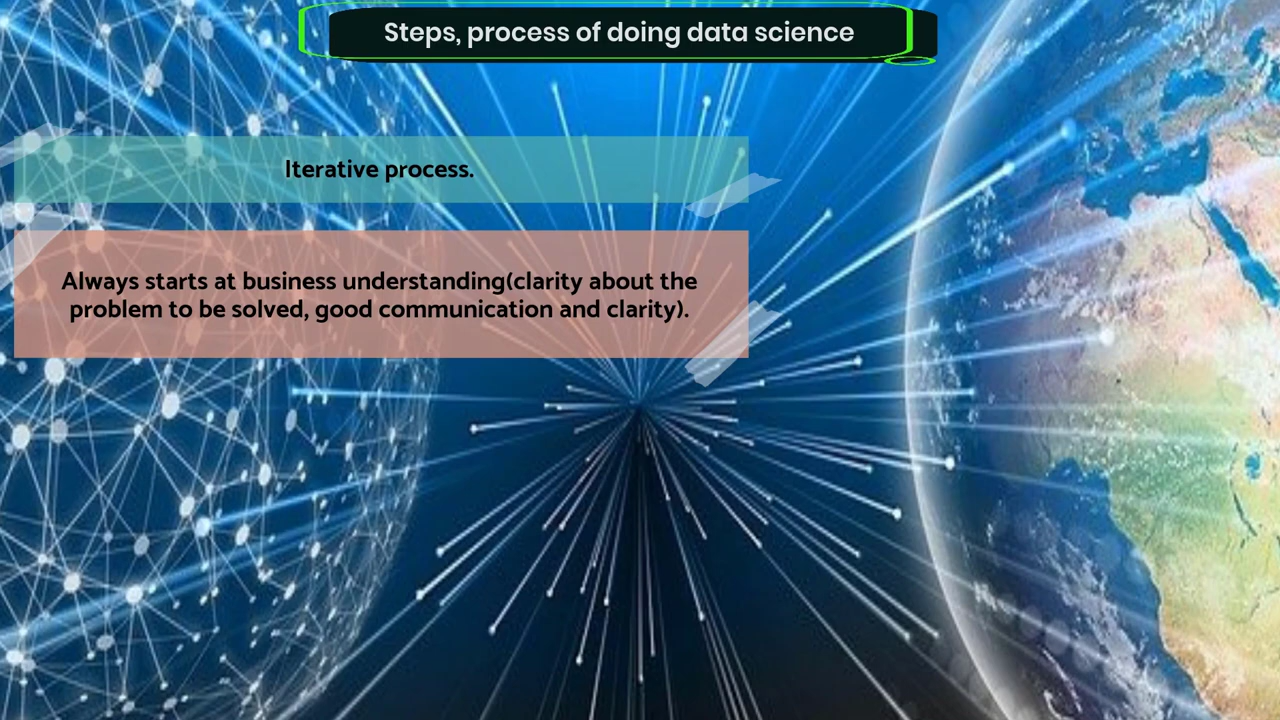 Steps, process of doing data science
Iterative process.
Always starts at business understanding(clarity about the
problem to be solved, good communication and clarity).